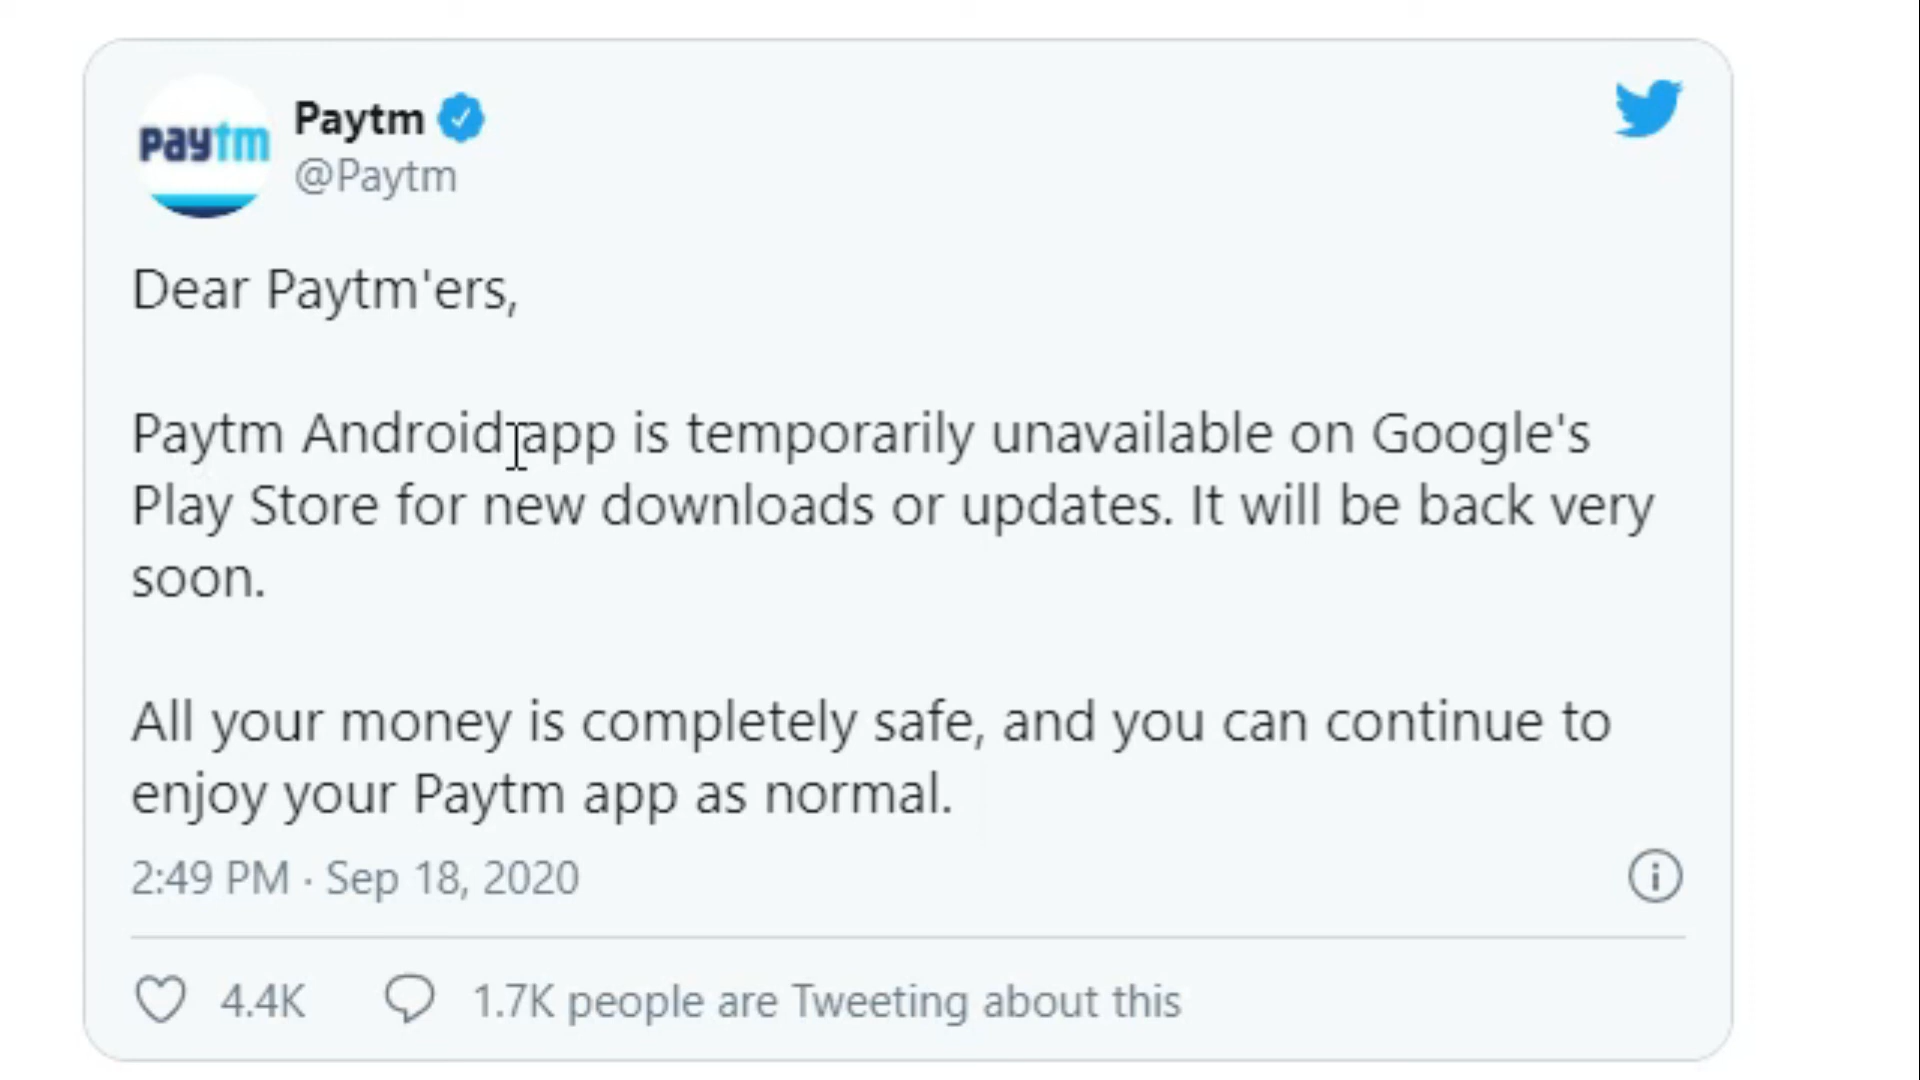 paytm
Paytm
@Paytm
Dear Paytm'ers,
Paytm Android app is temporarily unavailable on Google's
Play Store for new downloads or updates. It will be back very
soon.
All your money is completely safe, and you can continue to
enjoy your Paytm app as normal.
2:49 PM · Sep 18, 2020
4.4K 1.7K people are Tweeting about this